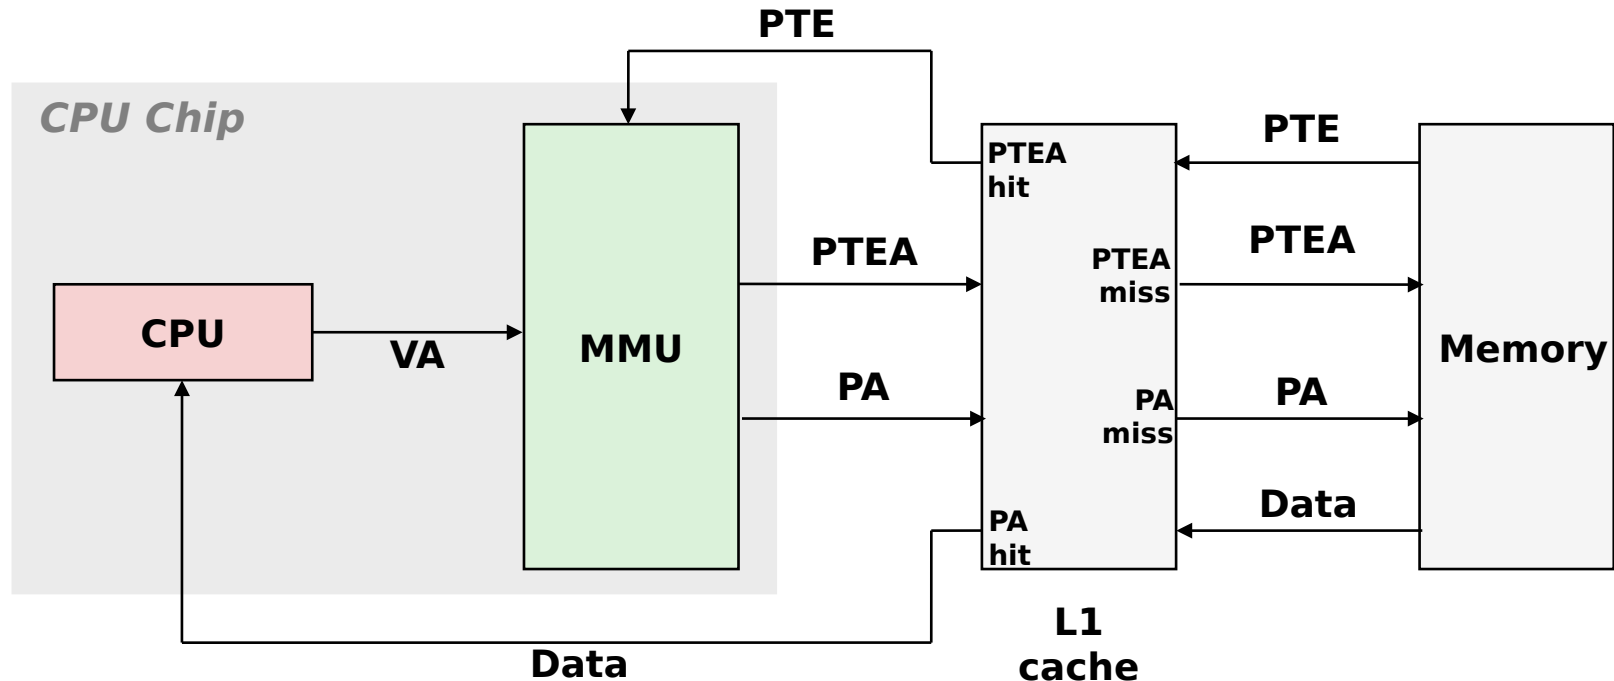 PTE
CPU Chip
PTEA
hit
PTE
PTEA
PTEA
PTEA
miss
CPU
VA
MMU
Memory
PA
PA
miss
PA
PA
hit
Data
Data
L1
cache